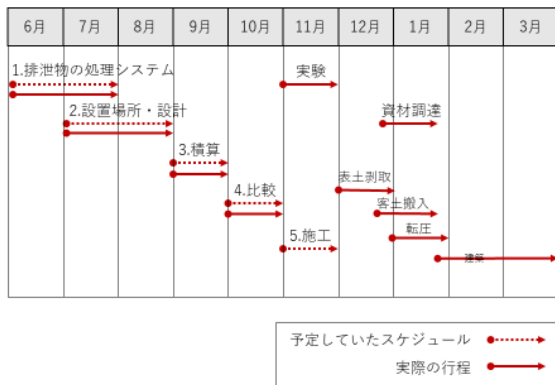 6月 7月 8月 9月 10月 11月 12月 1月 2月 3月
1.排泄物の処理システム
実験
2.設置場所・設計
資材調達
3.積算
表土剥取
4.比較
客土搬入
5.施工
転圧
建築
予定していたスケジュール
実際の行程